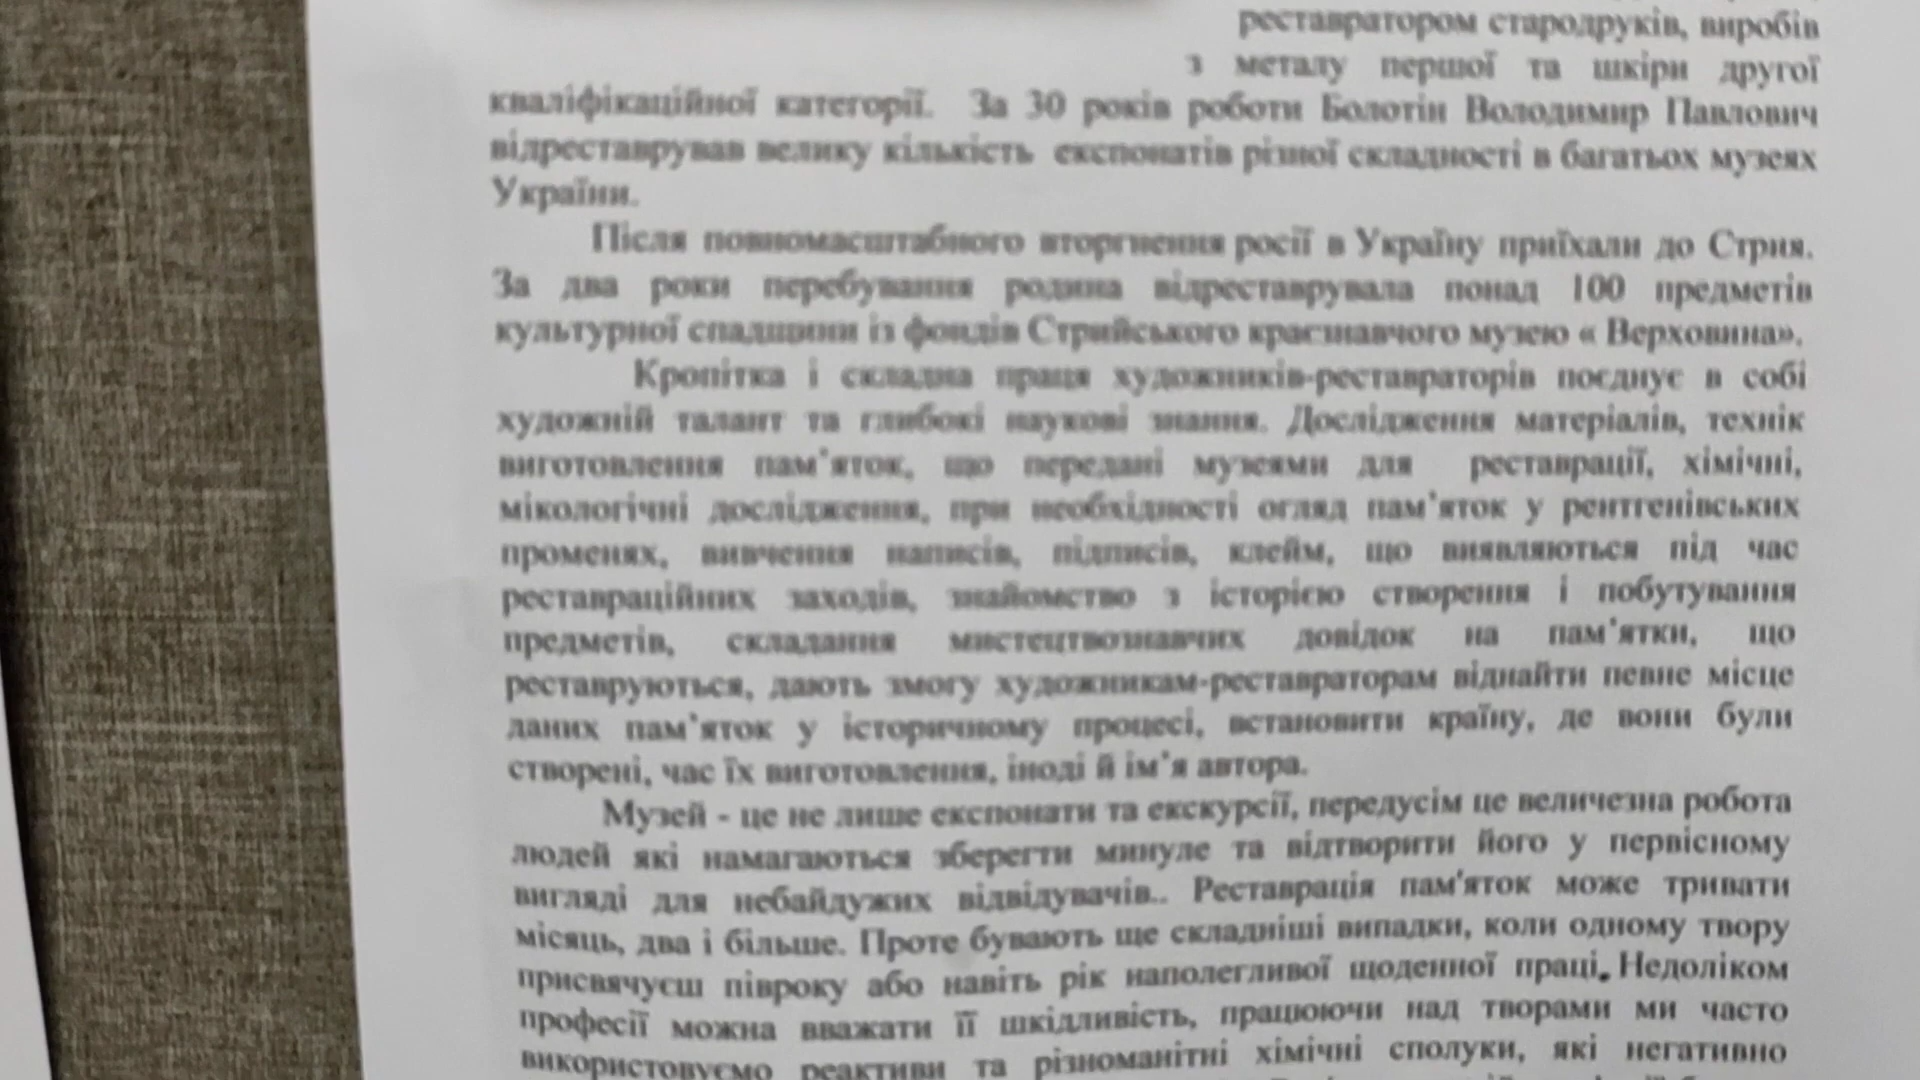 реставратором стародруків, виробів
з металу першої та шкіри другої
кваліфікаційної категорії. За 30 років роботи Болотін Володимир Павлович
відреставрував велику кількість експонатів різної складності в багатьох музеях
України.
Після повномасштабного вторгнення росії в Україну приїхали до Стрия.
За два роки перебування родина відреставрувала понад 100 предметів
культурної спадщини із фондів Стрийського краєзнавчого музею « Верховина».
Кропітка і складна праця художників-реставраторів поєднує в собі
художній талант та глибокі наукові знання. Дослідження матеріалів, технік
виготовлення пам'яток, що передані музеями для реставрації, хімічні,
мікологічні дослідження, при необхідності огляд пам'яток у рентгенівських
променях, вивчення написів, підписів, клейм, що виявляються під час
реставраційних заходів, знайомство з історією створення і побутування
предметів, складання мистецтвознавчих довідок на пам'ятки, що
реставруються, дають змогу художникам-реставраторам віднайти певне місце
даних пам'яток у історичному процесі, встановити країну, де вони були
створені, час їх виготовлення, іноді й ім'я автора.
Музей - це не лише експонати та екскурсії, передусім це величезна робота
людей які намагаються зберегти минуле та відтворити його у первісному
вигляді для небайдужих відвідувачів.. Реставрація пам'яток може тривати
місяць, два і більше. Проте бувають ще складніші випадки, коли одному твору
присвячуєш півроку або навіть рік наполегливої щоденної праці. Недоліком
професії можна вважати її шкідливість, працюючи над творами ми часто
використовуємо реактиви та різноманітні хімічні сполуки, які негативно